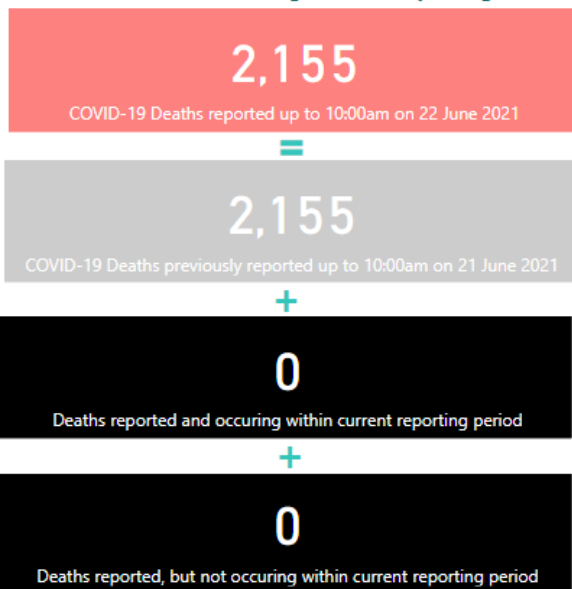 2,155
COVID-19 Deaths reported up to 10:00am on 22 June 2021
=
2,155
COVID-19 Deaths previously reported up to 10:00am on 21 June 2021
+
0
Deaths reported and occuring within current reporting period
+
0
Deaths reported, but not occuring within current reporting period